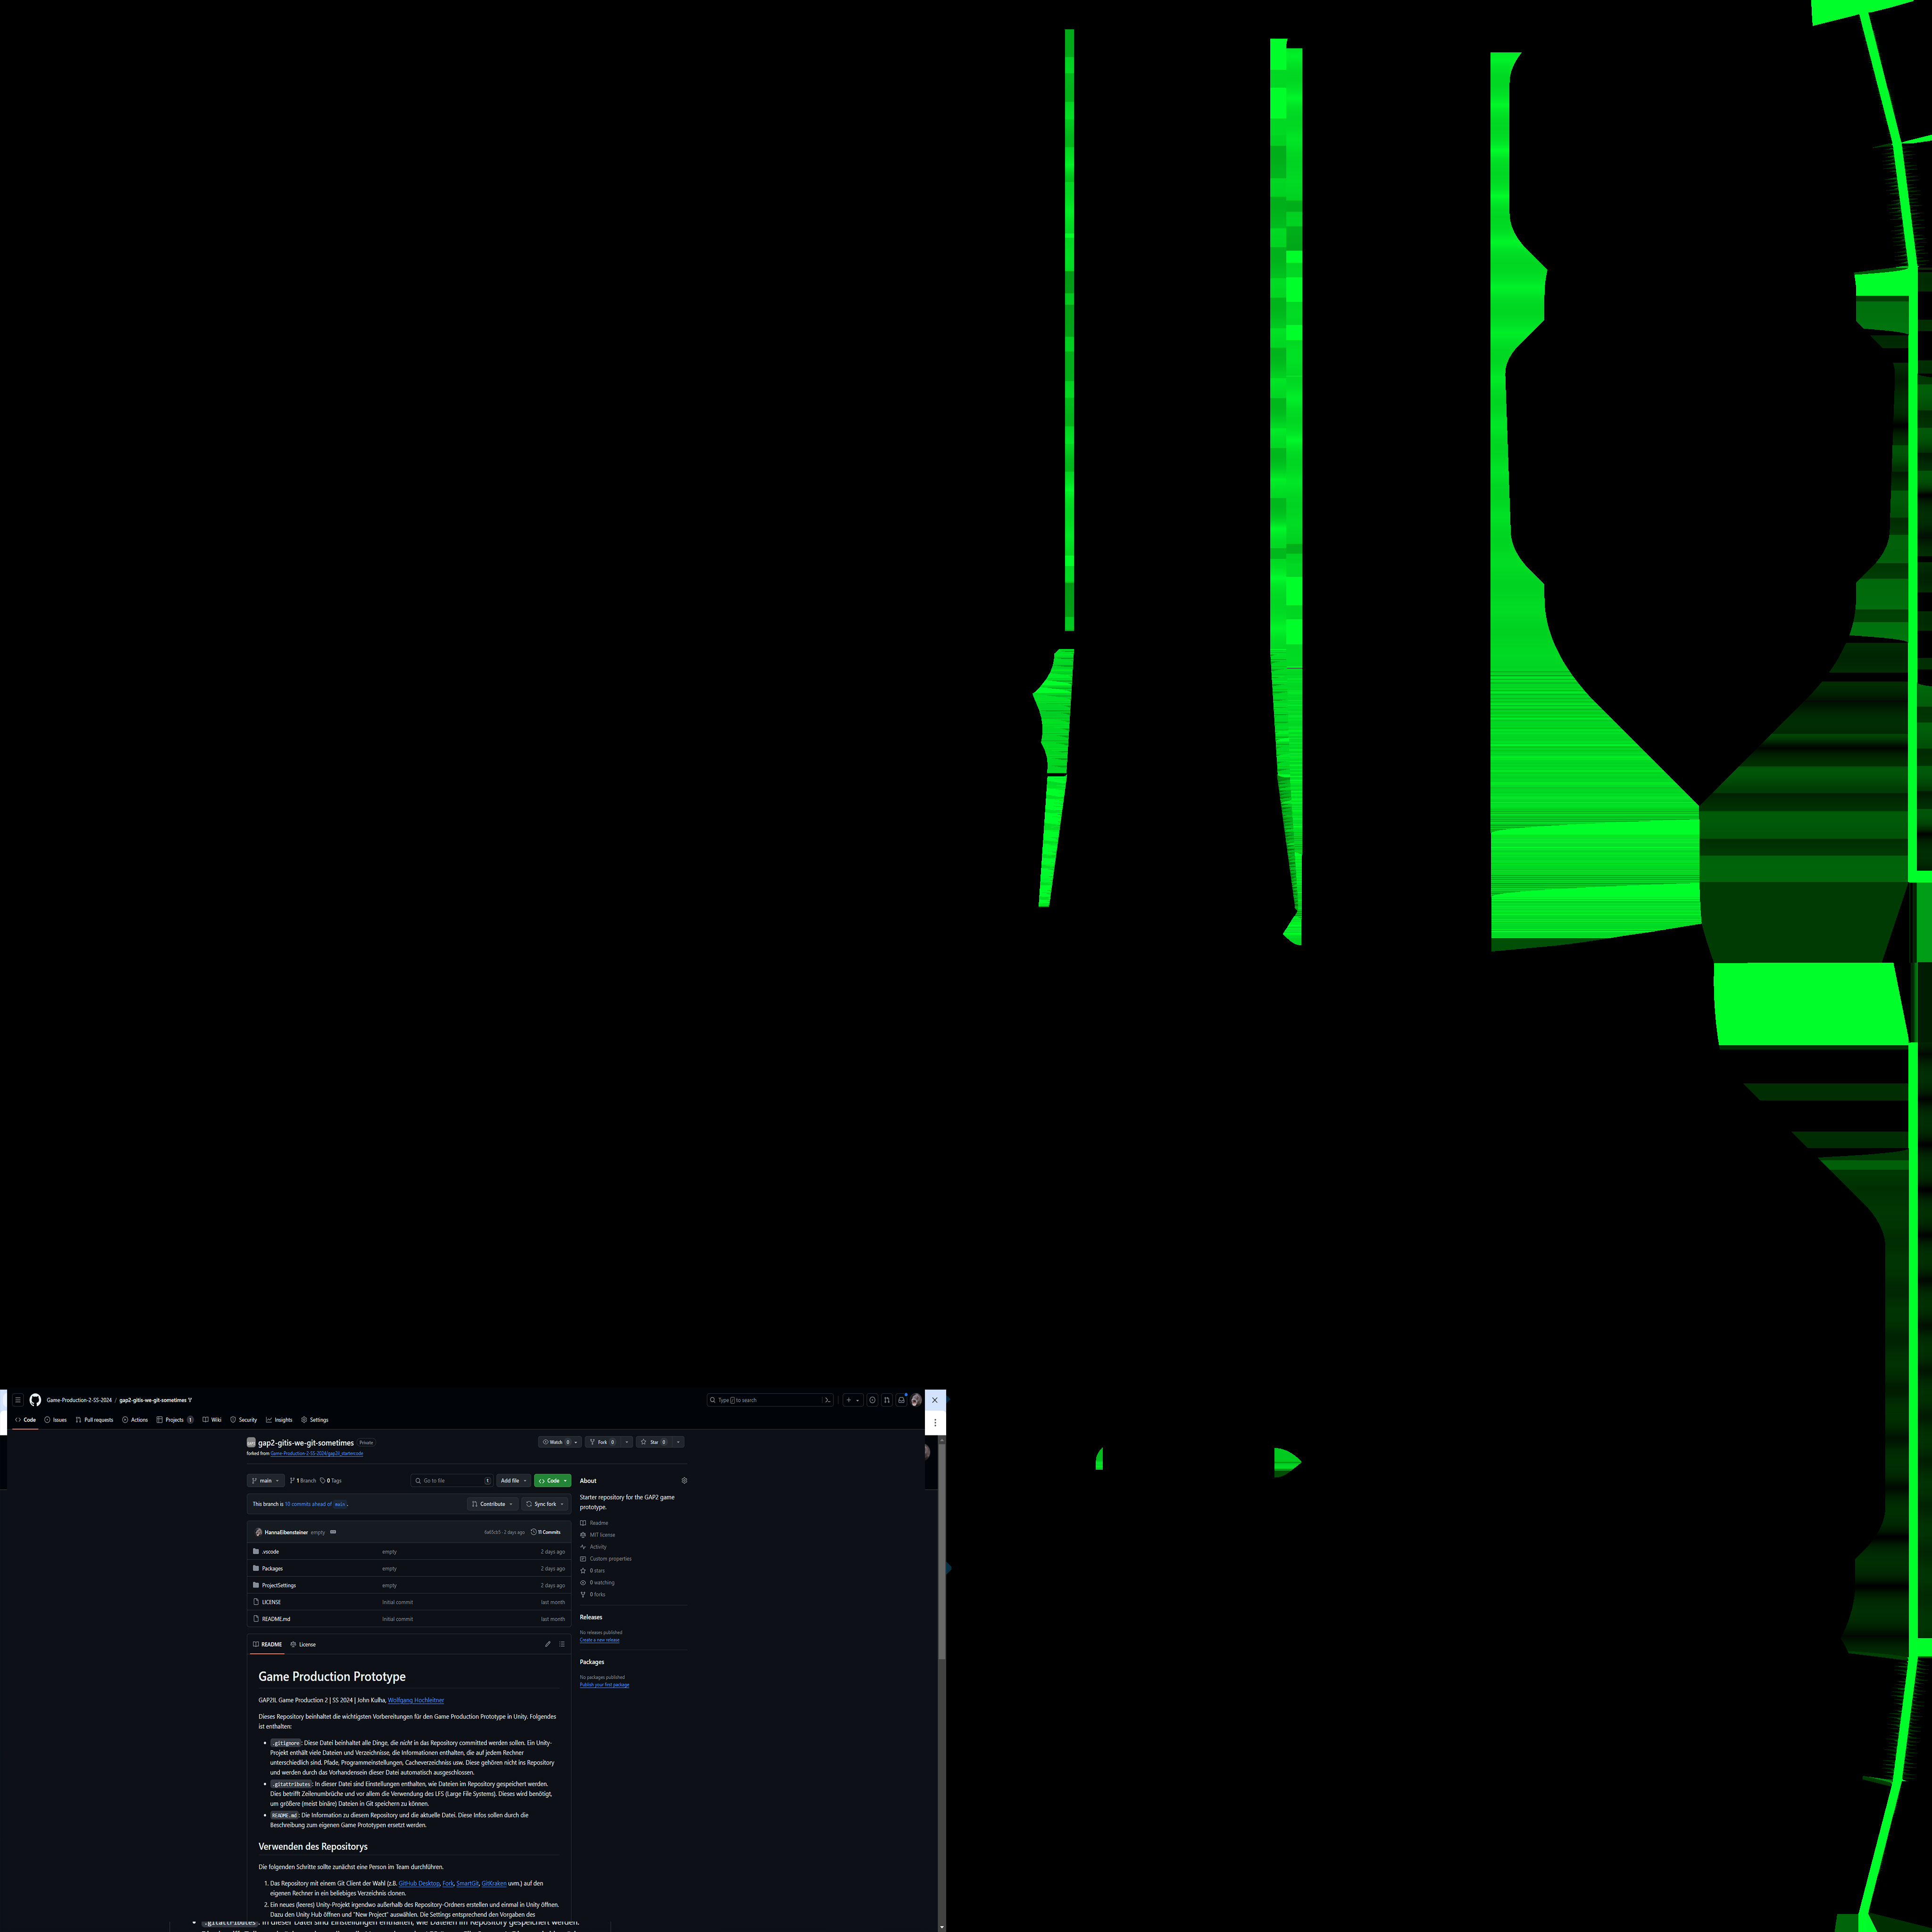 Game-Production-2-SS-2024 / gap2-gitis-we-git-sometimes
Type / to search
Code Issues Pull requests Actions Projects 1 Wiki Security Insights Settings
gap2-gitis-we-git-sometimes Private
Watch 0 Fork 0 Star 0
forked from Game-Production-2-SS-2024/gap2il_startercode
main 1 Branch 0 Tags
Go to file t Add file Code
This branch is 10 commits ahead of main .
Contribute Sync fork
HannaEibensteiner empty
2 days ago 11 Commits
.vscode empty 2 days ago
Packages empty 2 days ago
ProjectSettings empty 2 days ago
LICENSE Initial commit last month
README.md Initial commit last month
README License
Game Production Prototype
GAP2IL Game Production 2 | SS 2024 | John Kulha, Wolfgang Hochleitner
Dieses Repository beinhaltet die wichtigsten Vorbereitungen für den Game Production Prototype in Unity. Folgendes
ist enthalten:
.gitignore : Diese Datei beinhaltet alle Dinge, die nicht in das Repository committed werden sollen. Ein Unity-
Projekt enthält viele Dateien und Verzeichnisse, die Informationen enthalten, die auf jedem Rechner
unterschiedlich sind. Pfade, Programmeinstellungen, Cacheverzeichniss usw. Diese gehören nicht ins Repository
und werden durch das Vorhandensein dieser Datei automatisch ausgeschlossen.
.gitattributes : In dieser Datei sind Einstellungen enthalten, wie Dateien im Repository gespeichert werden.
Dies betrifft Zeilenumbrüche und vor allem die Verwendung des LFS (Large File Systems). Dieses wird benötigt,
um größere (meist binäre) Dateien in Git speichern zu können.
README.md : Die Information zu diesem Repository und die aktuelle Datei. Diese Infos sollen durch die
Beschreibung zum eigenen Game Prototypen ersetzt werden.
Verwenden des Repositorys
Die folgenden Schritte sollte zunächst eine Person im Team durchführen.
1. Das Repository mit einem Git Client der Wahl (z.B. GitHub Desktop, Fork, SmartGit, GitKraken uvm.) auf den
eigenen Rechner in ein beliebiges Verzeichnis clonen.
2. Ein neues (leeres) Unity-Projekt irgendwo außerhalb des Repository-Ordners erstellen und einmal in Unity öffnen.
Dazu den Unity Hub öffnen und "New Project" auswählen. Die Settings entsprechend den Vorgaben des
.gitattributes : In dieser Datei sind Einstellungen enthalten, wie Dateien im Repository gespeichert werden.
About
Starter repository for the GAP2 game
prototype.
Readme
MIT license
Activity
Custom properties
0 stars
0 watching
0 forks
Releases
No releases published
Create a new release
Packages
No packages published
Publish your first package